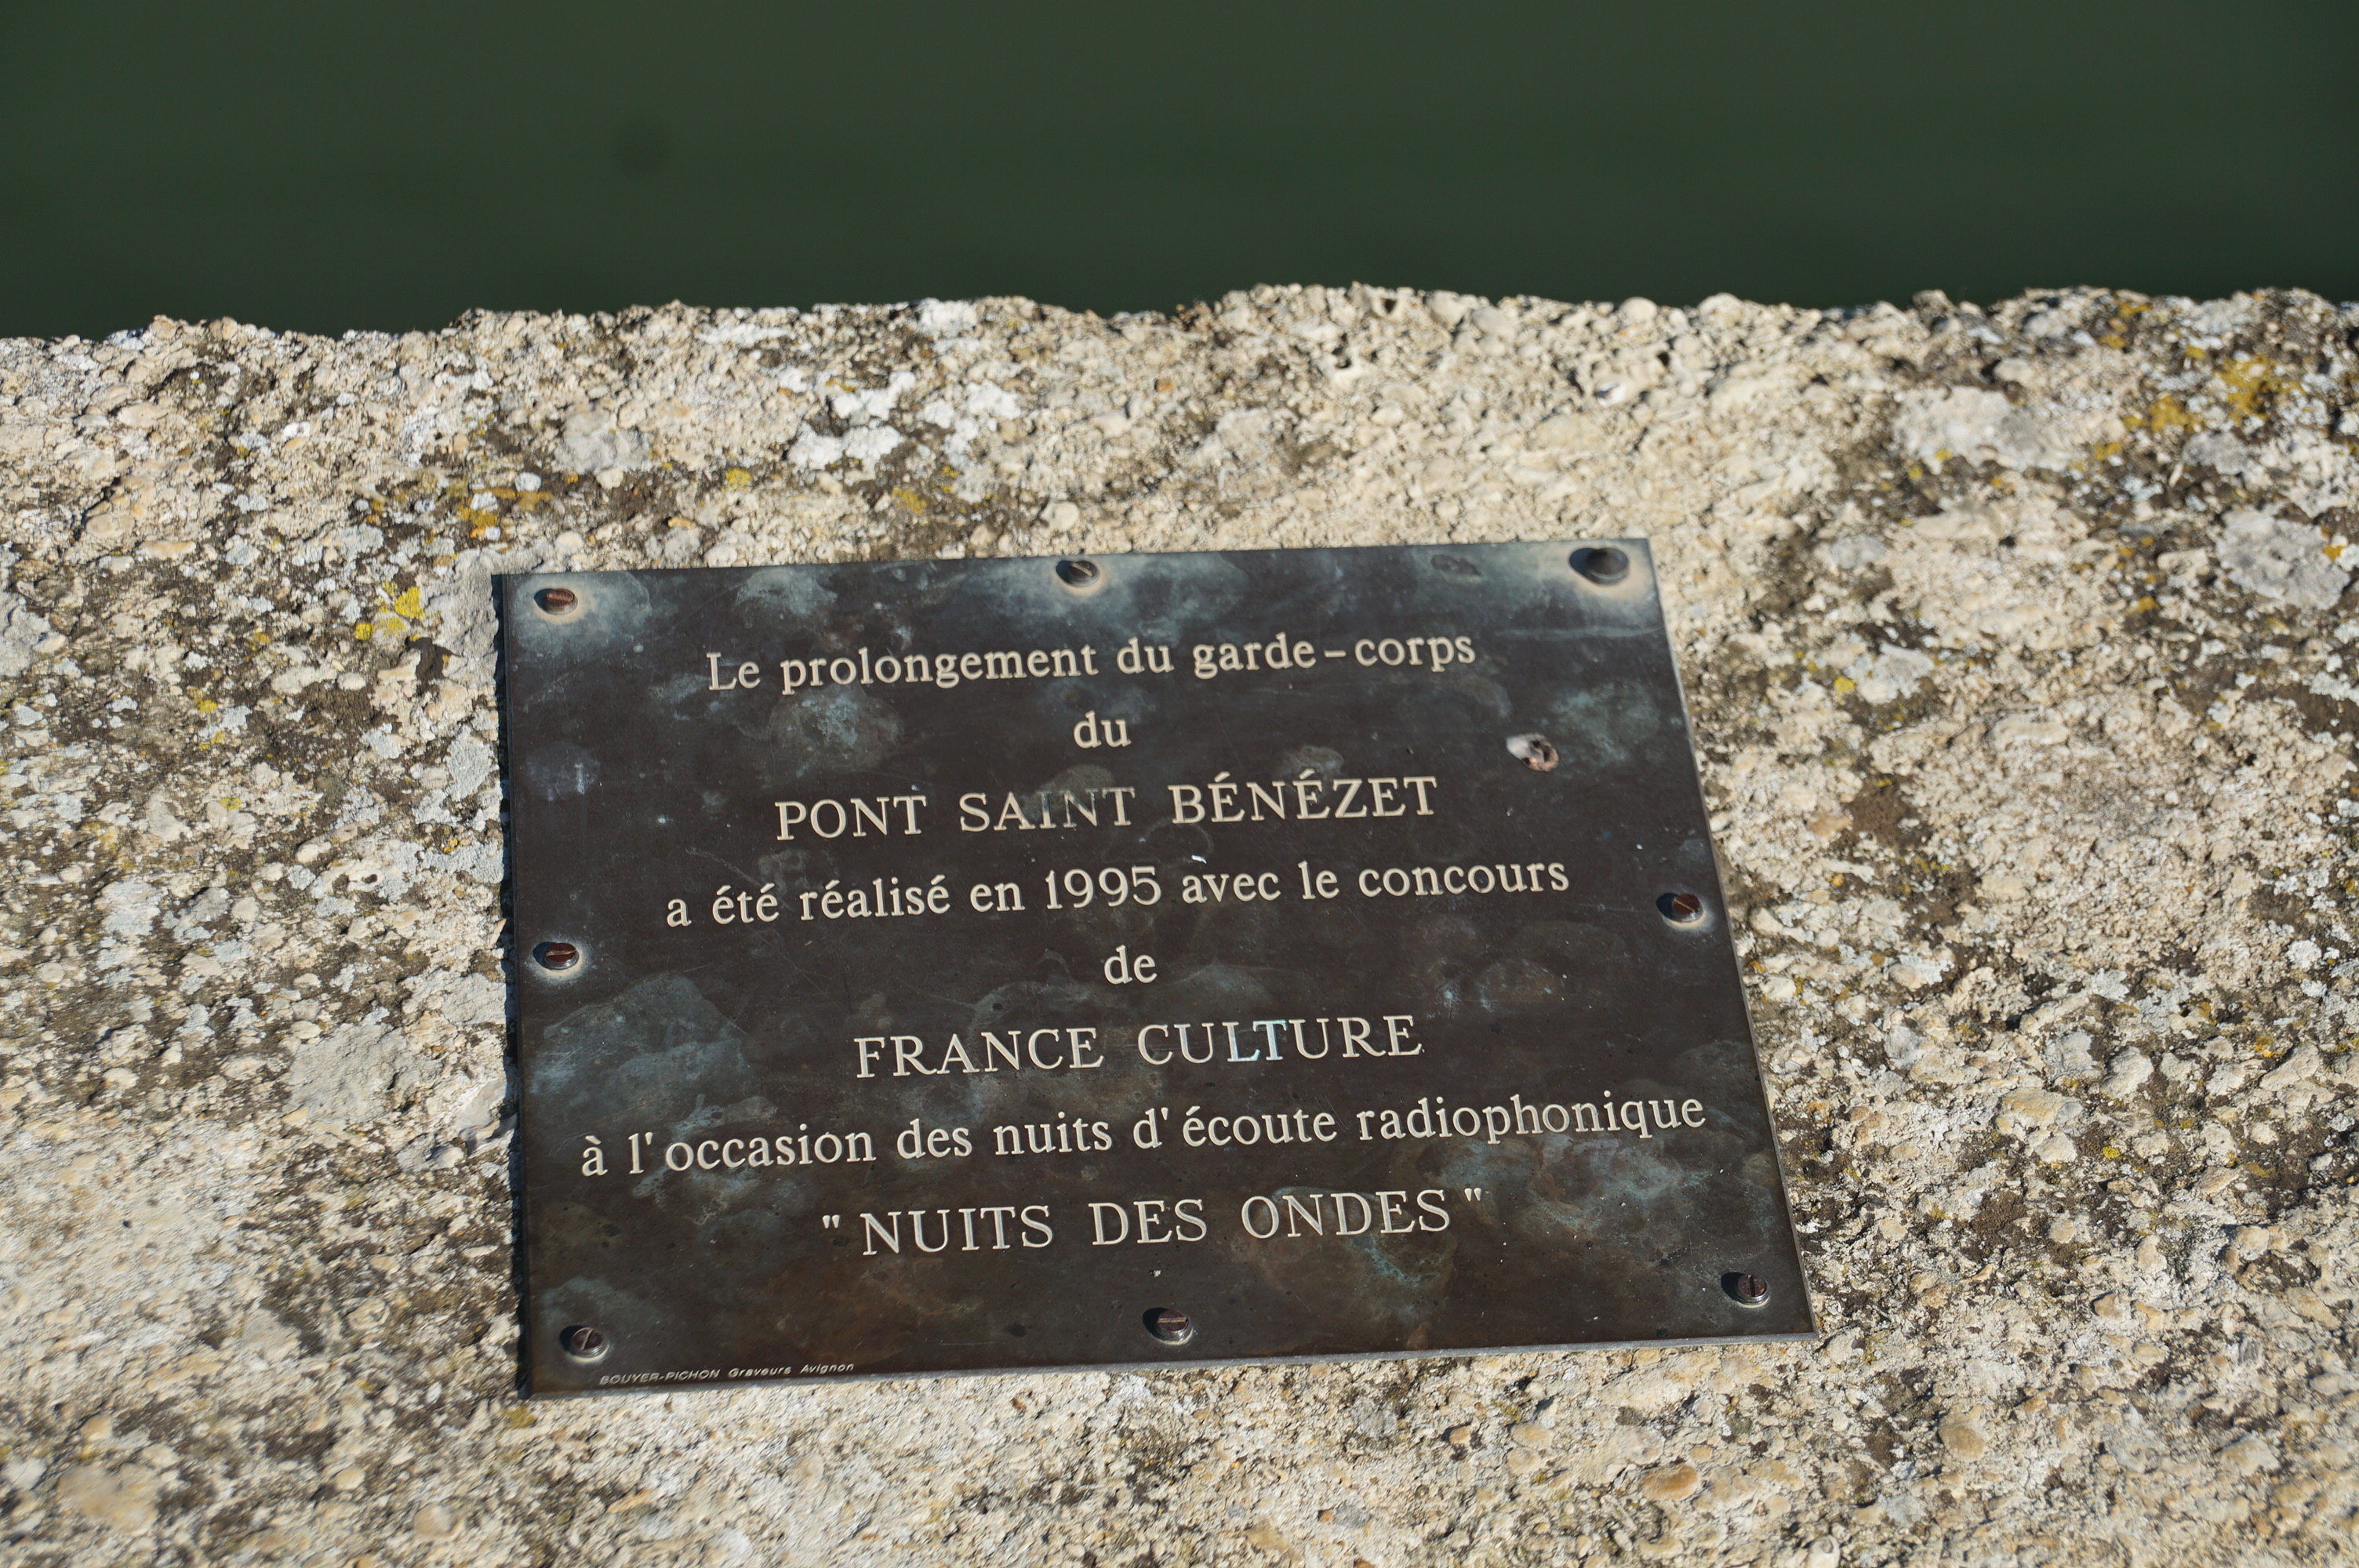 Le prolongement du garde-corps
du
PONT SAINT BÉNÉZET
a été réalisé en 1995 avec le concours
de
FRANCE CULTURE
à l'occasion des nuits d'écoute radiophonique
"NUITS DES ONDES"
BOUYER-PICHON Graveurs Avignon